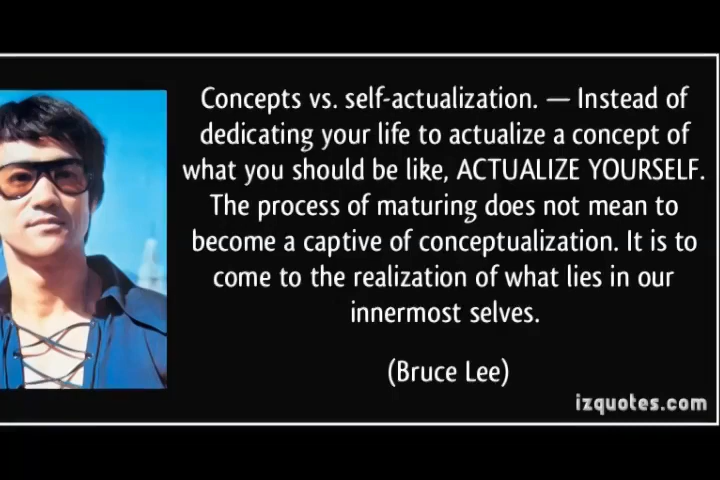 Concepts vs. self-actualization. — Instead of
dedicating your life to actualize a concept of
what you should be like, ACTUALIZE YOURSELF.
The process of maturing does not mean to
become a captive of conceptualization. It is to
come to the realization of what lies in our
innermost selves.
(Bruce Lee)
izquotes.com